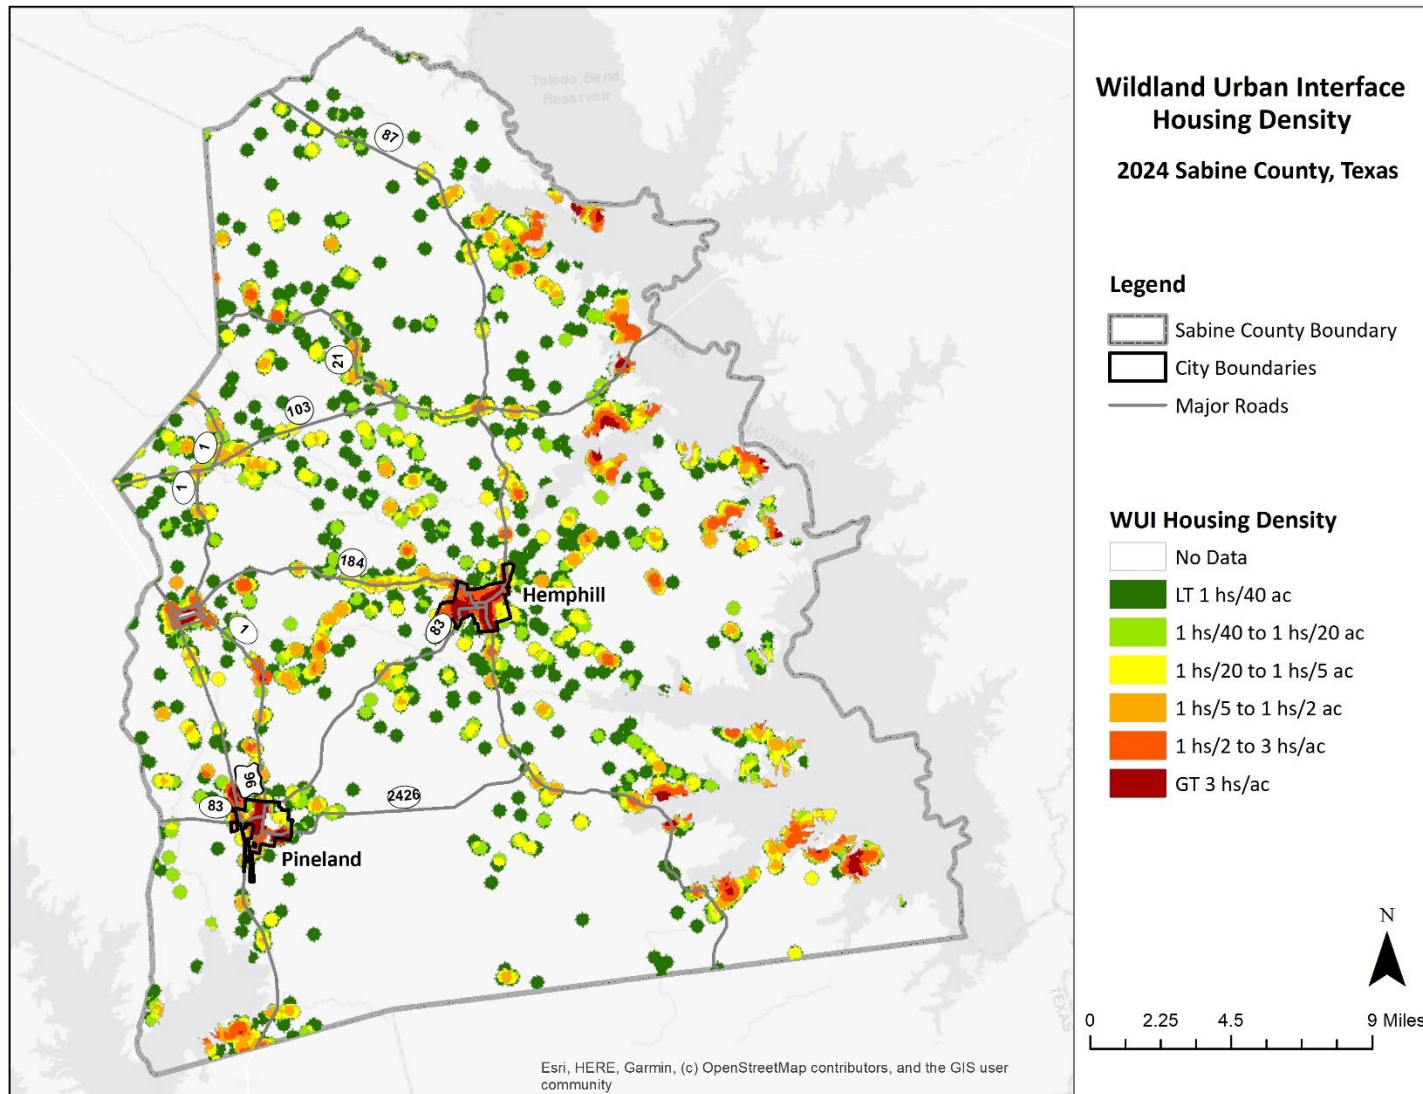 Toledo Bend
Reservoir
87
21
TEXAS
103
1
LOUISIANA
1
184
Hemphill
83
1
96
83
2426
Pineland
TEXAS
Esri, HERE, Garmin, (c) OpenStreetMap contributors, and the GIS user
community
Wildland Urban Interface
Housing Density
2024 Sabine County, Texas
Legend
Sabine County Boundary
City Boundaries
Major Roads
WUI Housing Density
No Data
LT 1 hs/40 ac
1 hs/40 to 1 hs/20 ac
1 hs/20 to 1 hs/5 ac
1 hs/5 to 1 hs/2 ac
1 hs/2 to 3 hs/ac
GT 3 hs/ac
N
0 2.25 4.5 9 Miles